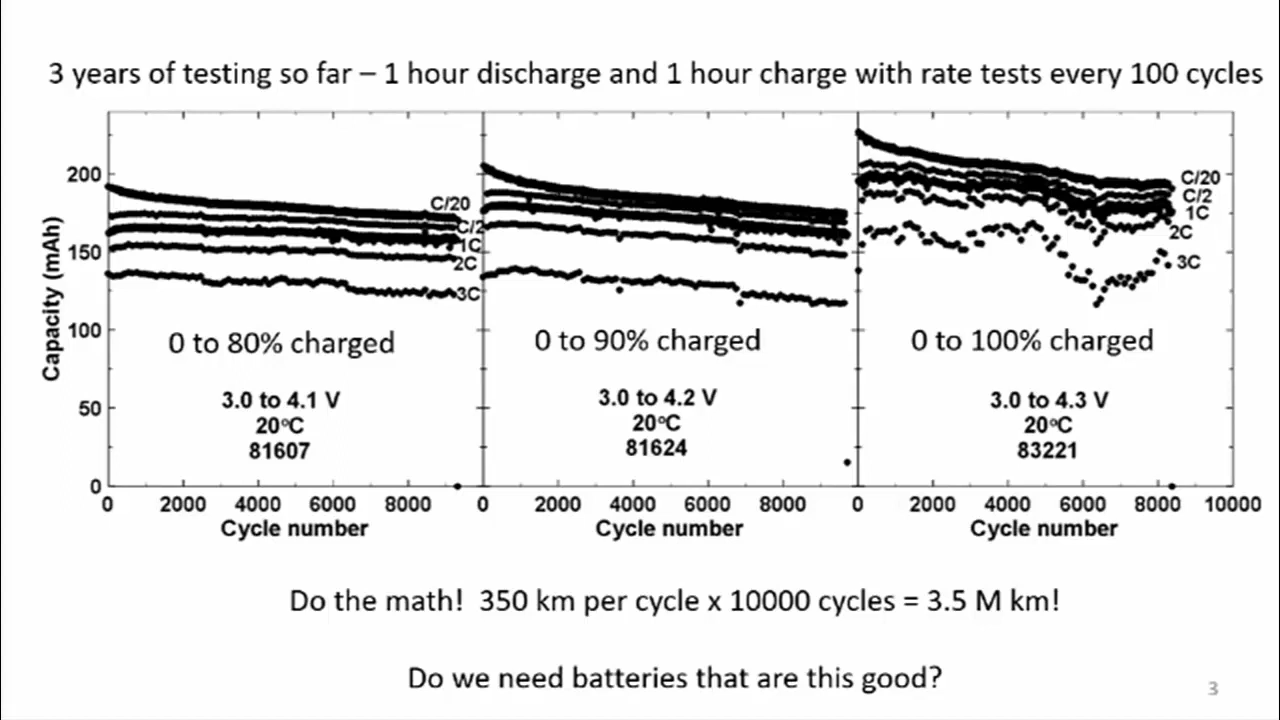 3 years of testing so far – 1 hour discharge and 1 hour charge with rate tests every 100 cycles
Capacity (mAh)
200
150
100
50
0
C/20
C/2
1C
2C
3C
0 to 80% charged
3.0 to 4.1 V
20°C
81607
0 2000 4000 6000 8000
Cycle number
0 to 90% charged
3.0 to 4.2 V
20°C
81624
0 2000 4000 6000 8000
Cycle number
C/20
C/2
1C
2C
3C
0 to 100% charged
3.0 to 4.3 V
20°C
83221
0 2000 4000 6000 8000 10000
Cycle number
Do the math! 350 km per cycle x 10000 cycles = 3.5 M km!
Do we need batteries that are this good?
3